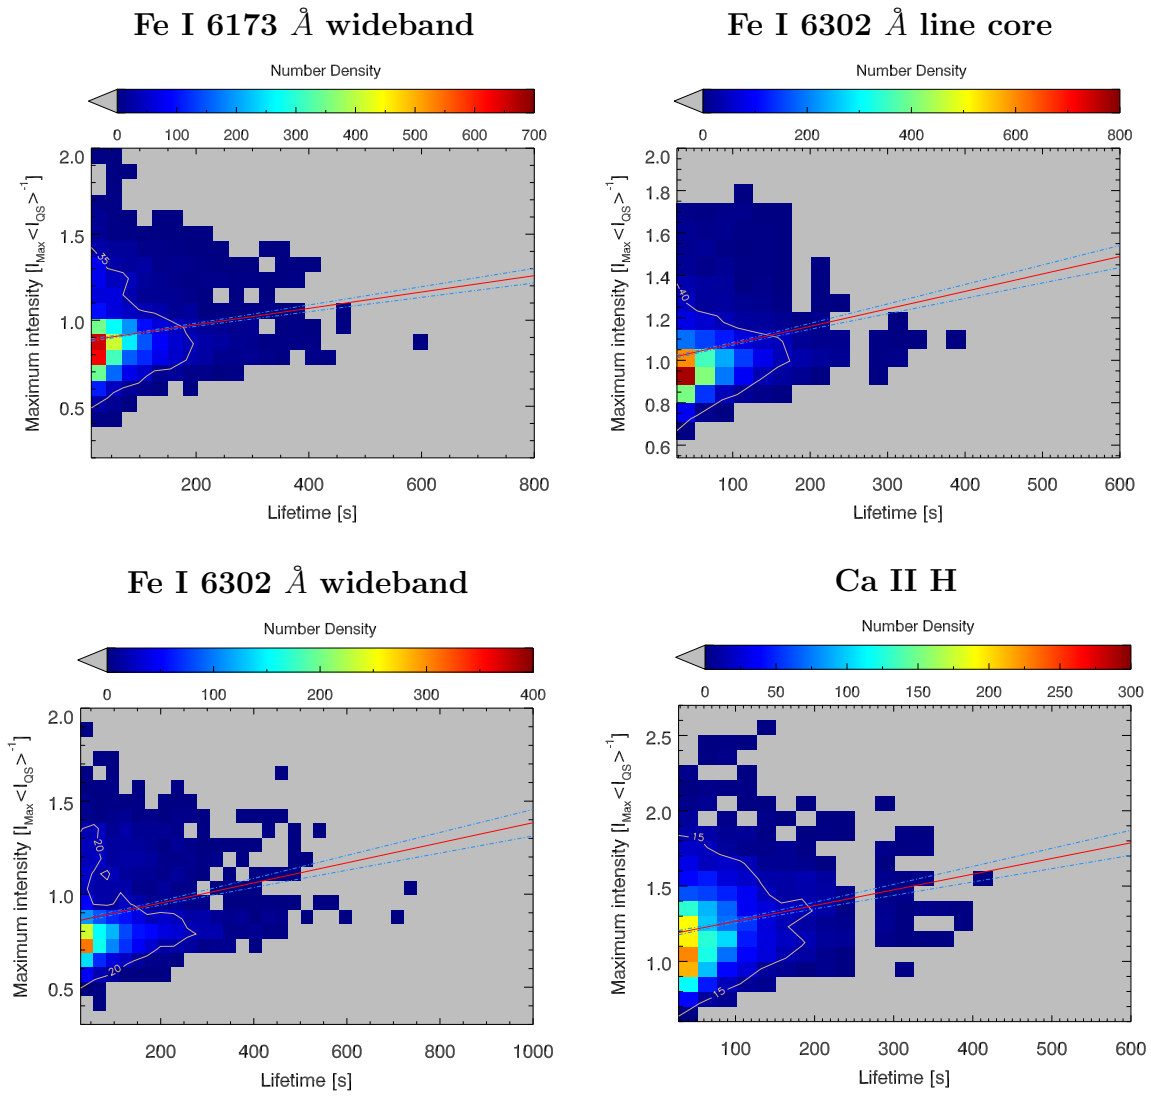 Fe I 6173 Å wideband
Number Density
0 100 200 300 400 500 600 700
Maximum intensity [I_Max<I_QS>^-1]
2.0
1.5
1.0
0.5
35
200 400 600 800
Lifetime [s]
Fe I 6302 Å line core
Number Density
0 200 400 600 800
Maximum intensity [I_Max<I_QS>^-1]
2.0
1.8
1.6
1.4
1.2
1.0
0.8
0.6
40
100 200 300 400 500 600
Lifetime [s]
Fe I 6302 Å wideband
Number Density
0 100 200 300 400
Maximum intensity [I_Max<I_QS>^-1]
2.0
1.5
1.0
0.5
20
20
200 400 600 800 1000
Lifetime [s]
Ca II H
Number Density
0 50 100 150 200 250 300
Maximum intensity [I_Max<I_QS>^-1]
2.5
2.0
1.5
1.0
15
15
100 200 300 400 500 600
Lifetime [s]